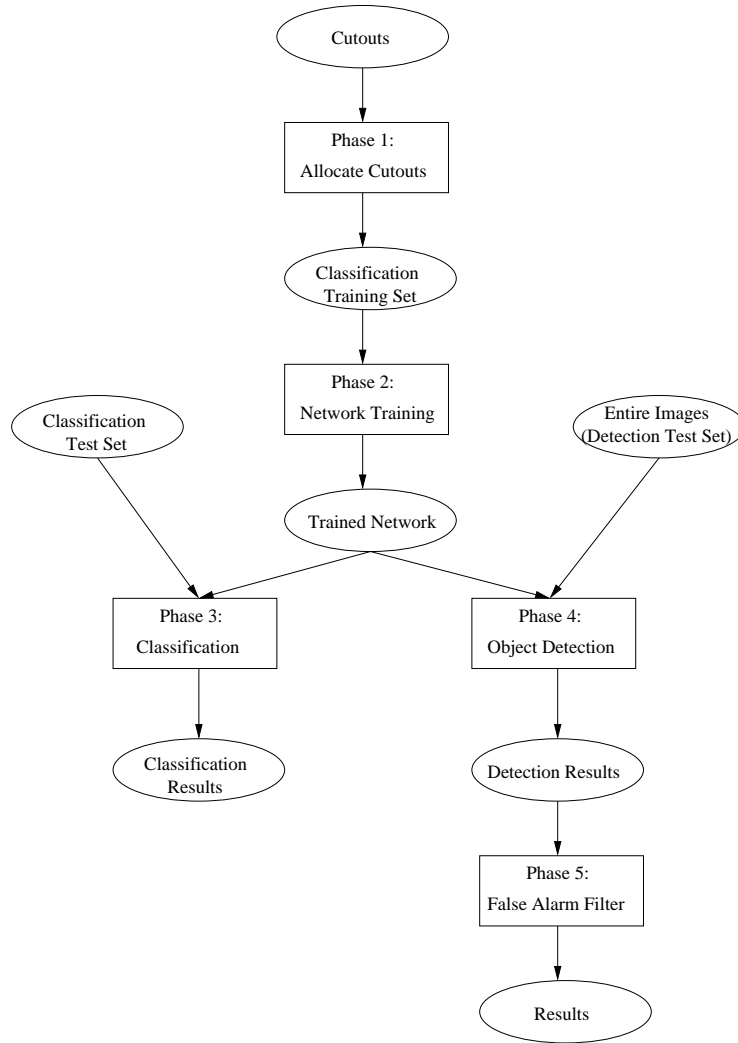 Cutouts
Phase 1:
Allocate Cutouts
Classification
Training Set
Phase 2:
Network Training
Classification
Test Set
Entire Images
(Detection Test Set)
Trained Network
Phase 3:
Classification
Phase 4:
Object Detection
Classification
Results
Detection Results
Phase 5:
False Alarm Filter
Results